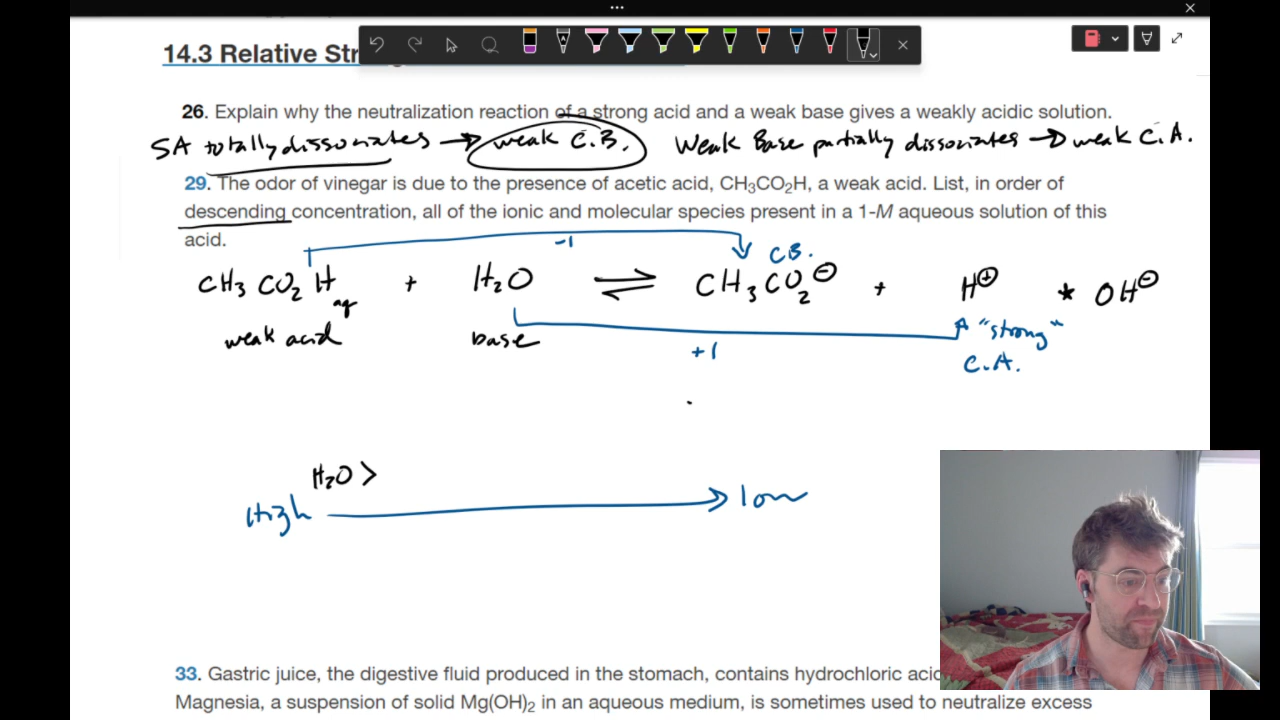 14.3 Relative Str
26. Explain why the neutralization reaction of a strong acid and a weak base gives a weakly acidic solution.
SA totally dissociates → weak C.B. Weak Base partially dissociates → weak C.A.
29. The odor of vinegar is due to the presence of acetic acid, CH₃CO₂H, a weak acid. List, in order of
descending concentration, all of the ionic and molecular species present in a 1-M aqueous solution of this
acid.
-1
CB.
CH₃CO₂H aq + H₂O ⇌ CH₃CO₂⊖ + H⊕ * OH⊖
weak acid base "strong"
+1 C.A.
H₂O >
High → low
33. Gastric juice, the digestive fluid produced in the stomach, contains hydrochloric acid
Magnesia, a suspension of solid Mg(OH)₂ in an aqueous medium, is sometimes used to neutralize excess